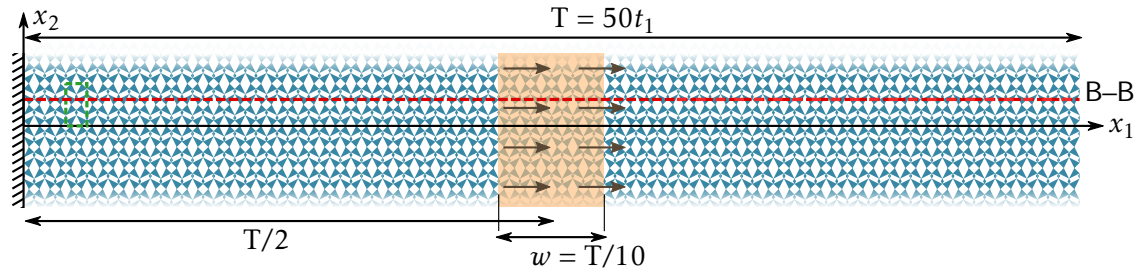 x₂
T = 50t₁
B–B
x₁
T/2
w = T/10